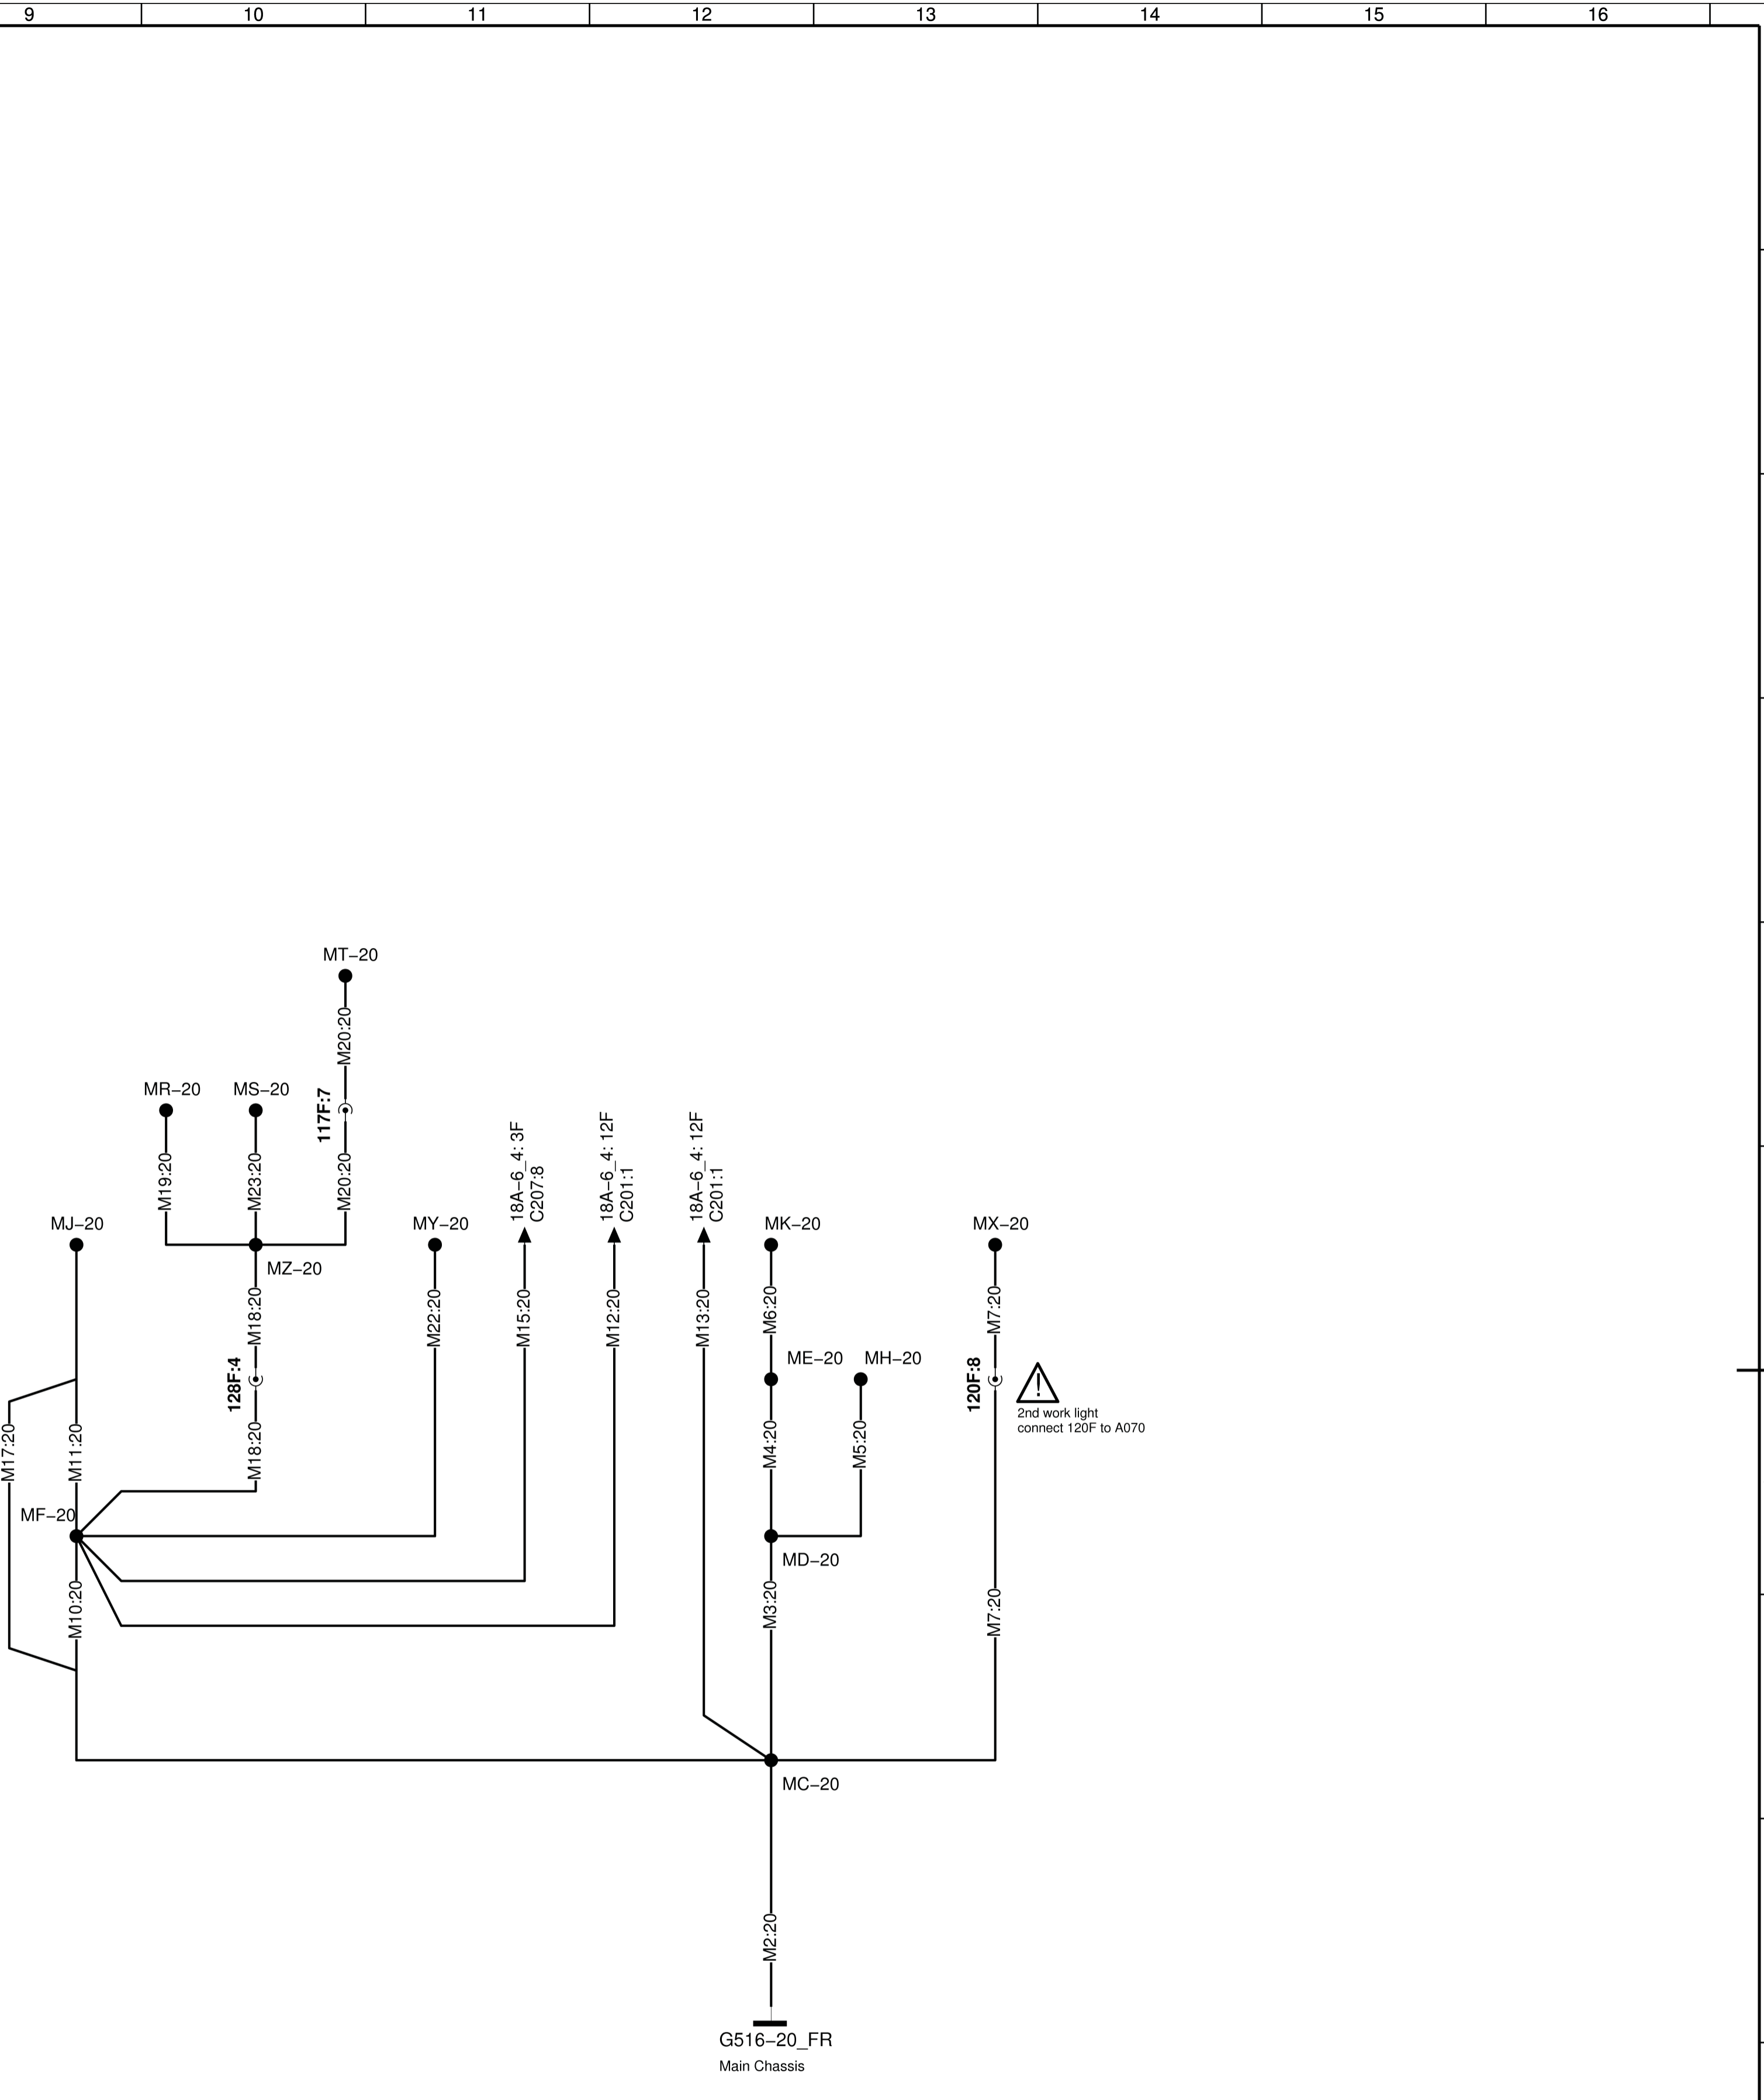 9 10 11 12 13 14 15 16
MT−20
M20:20
MR−20 MS−20 117F:7
M19:20 M23:20 M20:20
18A−6_4: 3F
C207:8
18A−6_4: 12F
C201:1
18A−6_4: 12F
C201:1
MJ−20 MY−20 MK−20 MX−20
MZ−20
M18:20 M22:20 M15:20 M12:20 M13:20 M6:20 M7:20
128F:4 ME−20 MH−20 120F:8
2nd work light
connect 120F to A070
M17:20 M11:20 M18:20 M4:20 M5:20
MF−20
MD−20
M10:20 M3:20 M7:20
MC−20
M2:20
G516−20_FR
Main Chassis